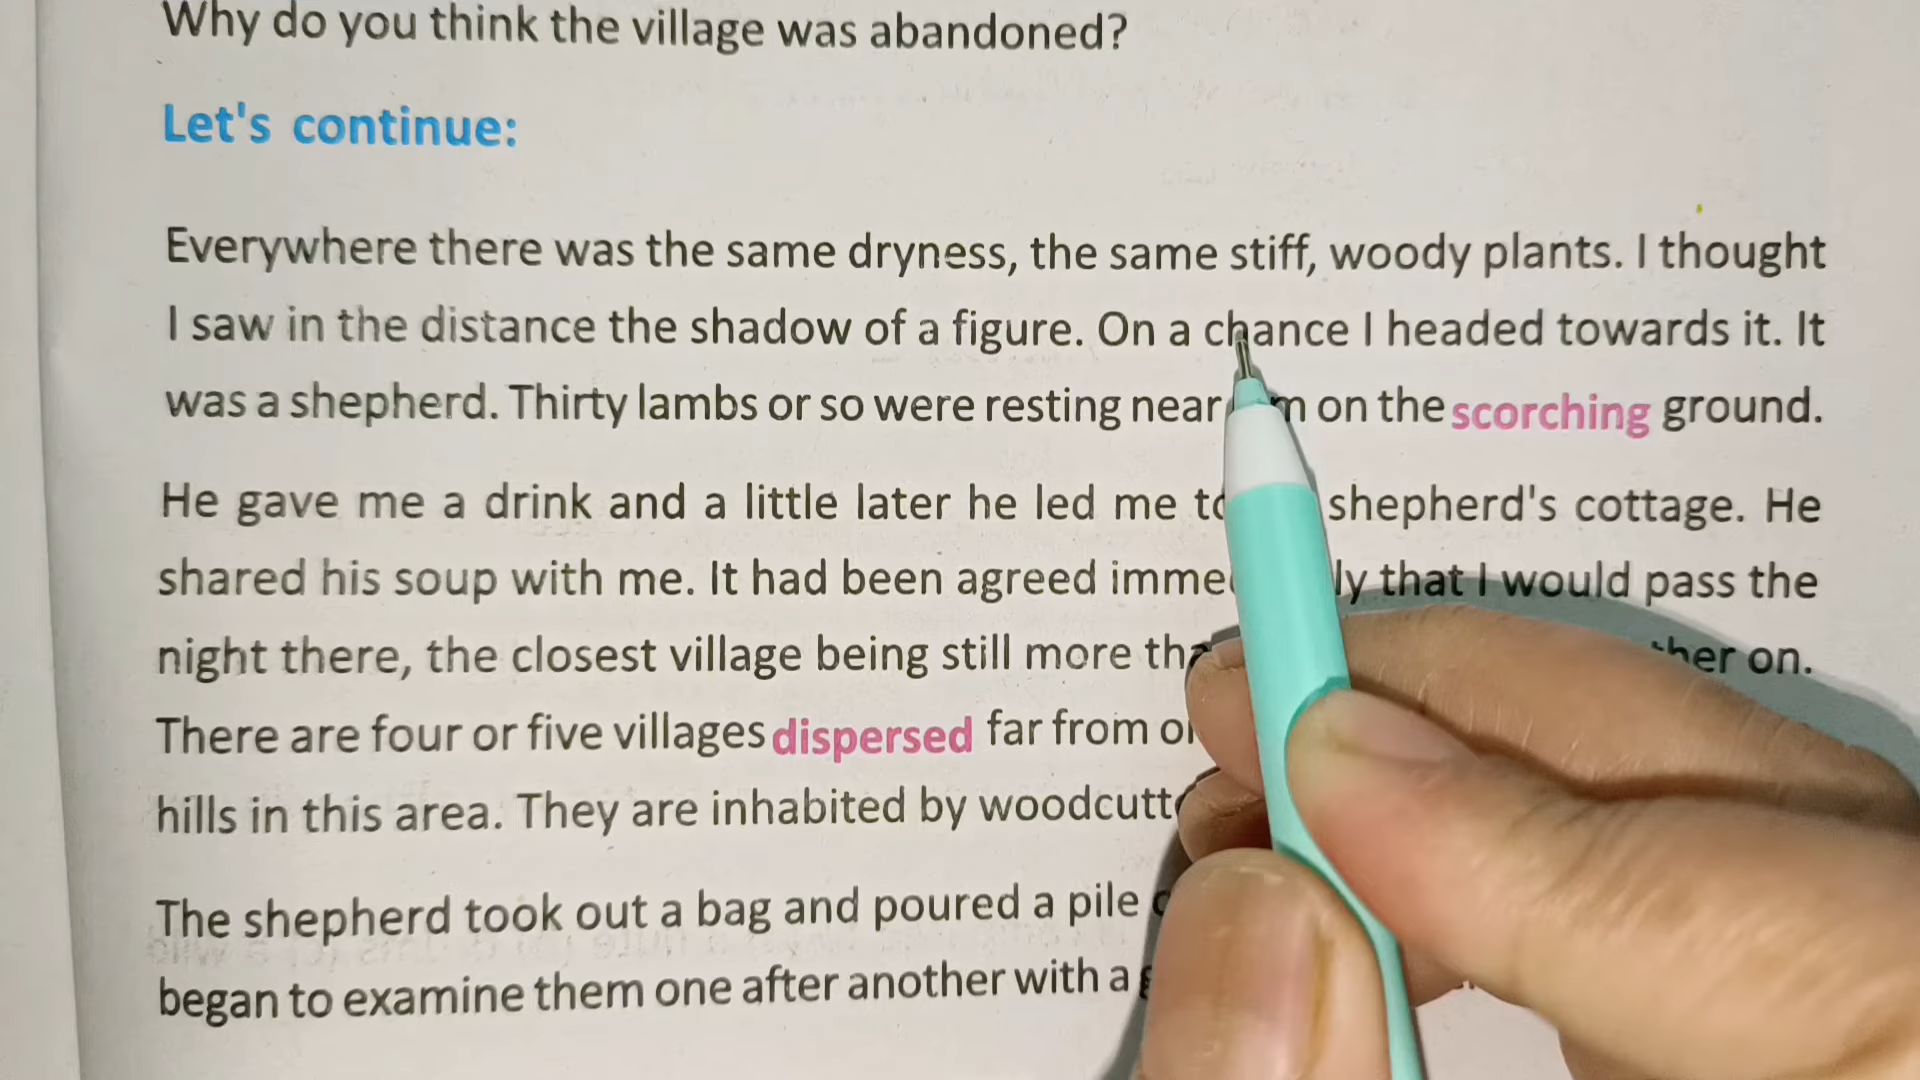 Why do you think the village was abandoned?
Let's continue:
Everywhere there was the same dryness, the same stiff, woody plants. I thought
I saw in the distance the shadow of a figure. On a chance I headed towards it. It
was a shepherd. Thirty lambs or so were resting near on the scorching ground.
He gave me a drink and a little later he led me shepherd's cottage. He
shared his soup with me. It had been agreed that I would pass the
night there, the closest village being still more on.
There are four or five villages dispersed far from
hills in this area. They are inhabited by
The shepherd took out a bag and poured a pile
began to examine them one after another with a